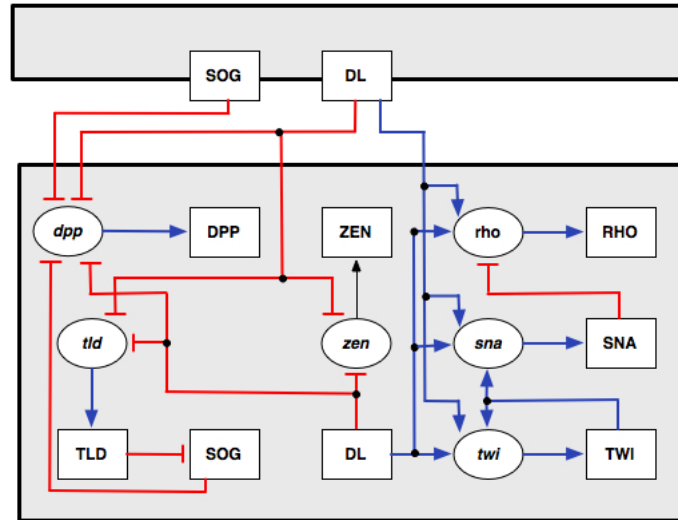 SOG DL
dpp DPP ZEN rho RHO
tld zen sna SNA
TLD SOG DL twi TWI